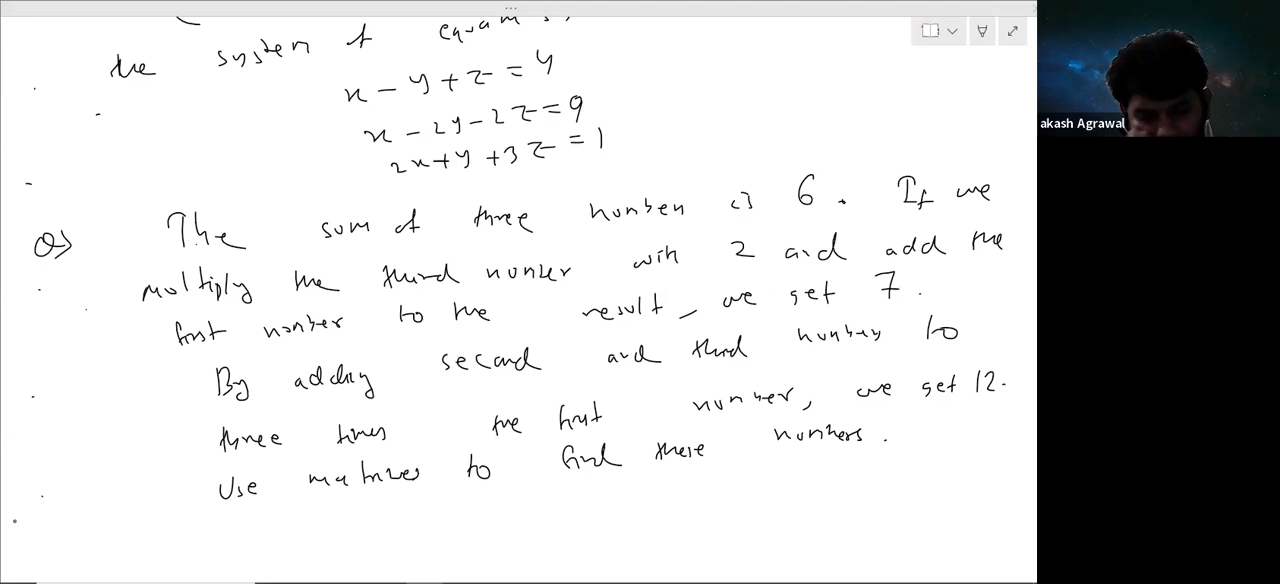 the system of
x - y + z = 4
x - 2y - 2z = 9
2x + y + 3z = 1
Q) The sum of three number is 6. If we
multiply the third number with 2 and add the
first number to the result, we get 7.
By adding second and third number to
three times the first number, we get 12.
Use matrices to find these numbers.
akash Agrawal